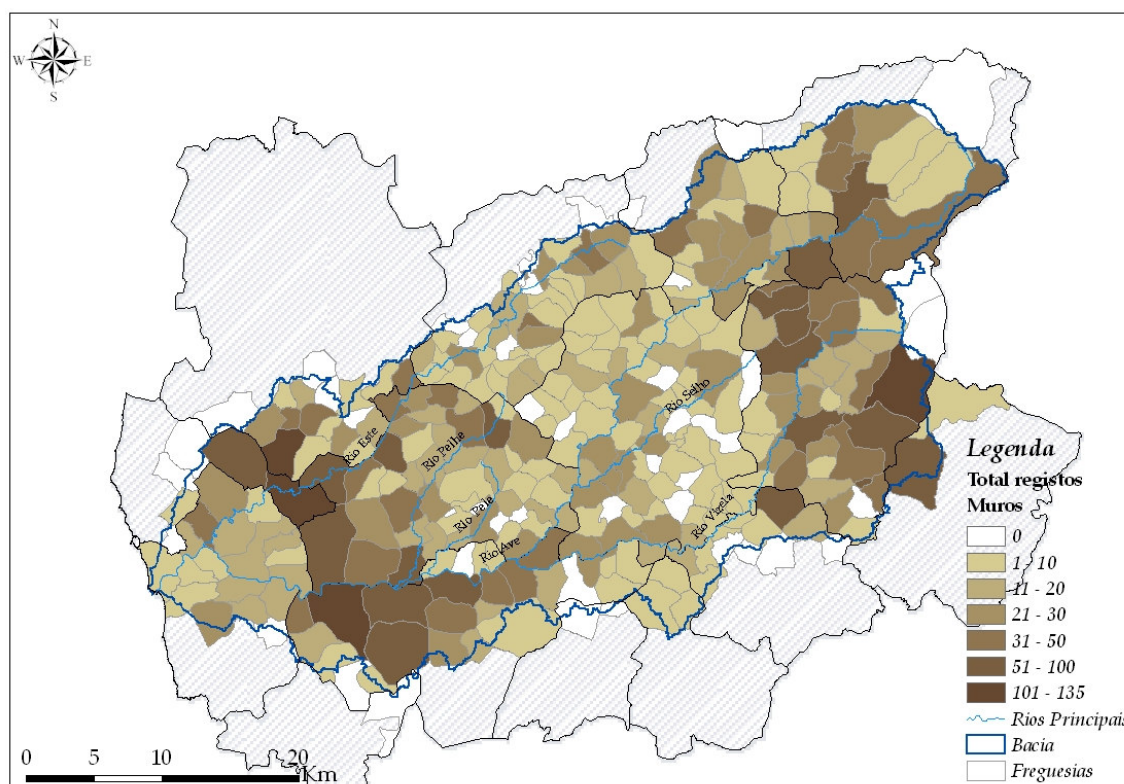 N
W E
S
Rio Selho
Rio Este
Rio Pelhe
Rio Pele
Rio Vizela
Rio Ave
Legenda
Total registos
Muros
0
1 - 10
11 - 20
21 - 30
31 - 50
51 - 100
101 - 135
Rios Principais
Bacia
Freguesias
0 5 10 20
Km